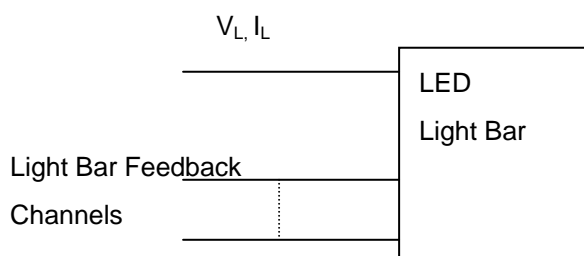 V_L, I_L
LED
Light Bar
Light Bar Feedback
Channels